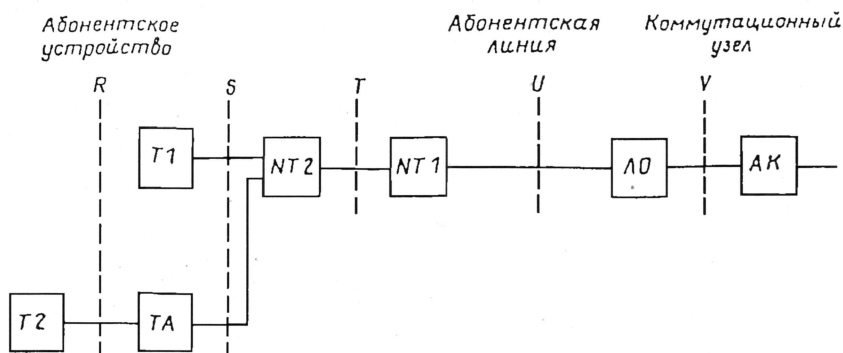 Абонентское
устройство
Абонентская
линия
Коммутационный
узел
R
S
T
U
V
T1
NT2
NT1
ЛО
АК
T2
TA